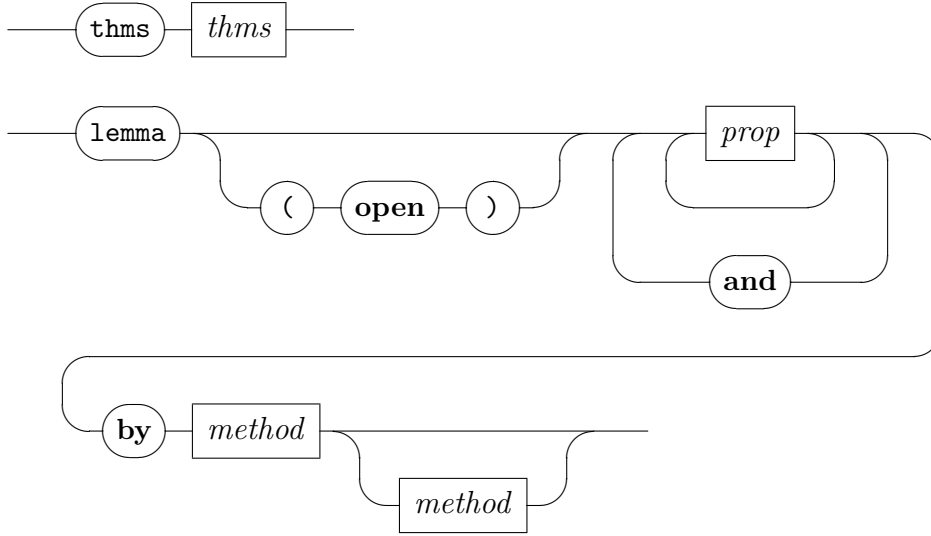 thms thms
lemma prop
( open )
and
by method
method